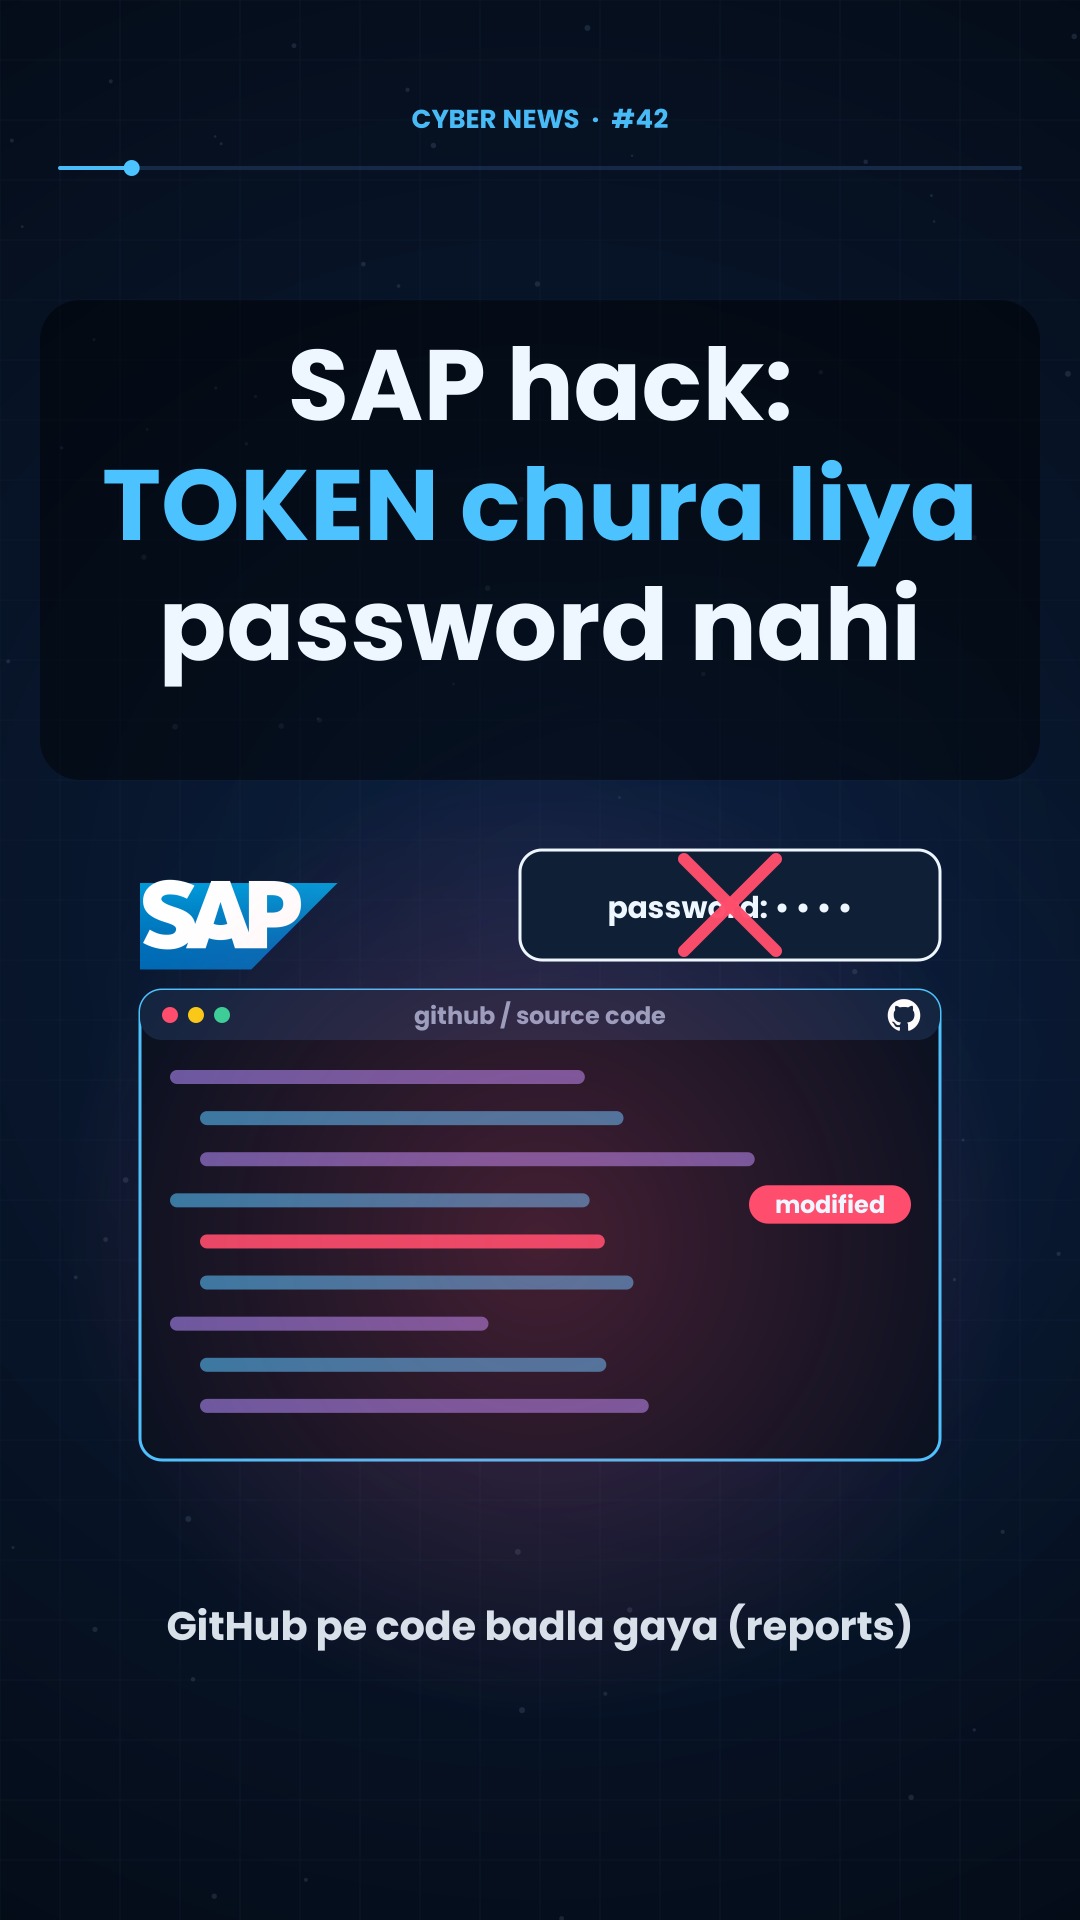 CYBER NEWS · #42
SAP hack:
TOKEN chura liya
password nahi
SAP
password: • • • •
github / source code
modified
GitHub pe code badla gaya (reports)